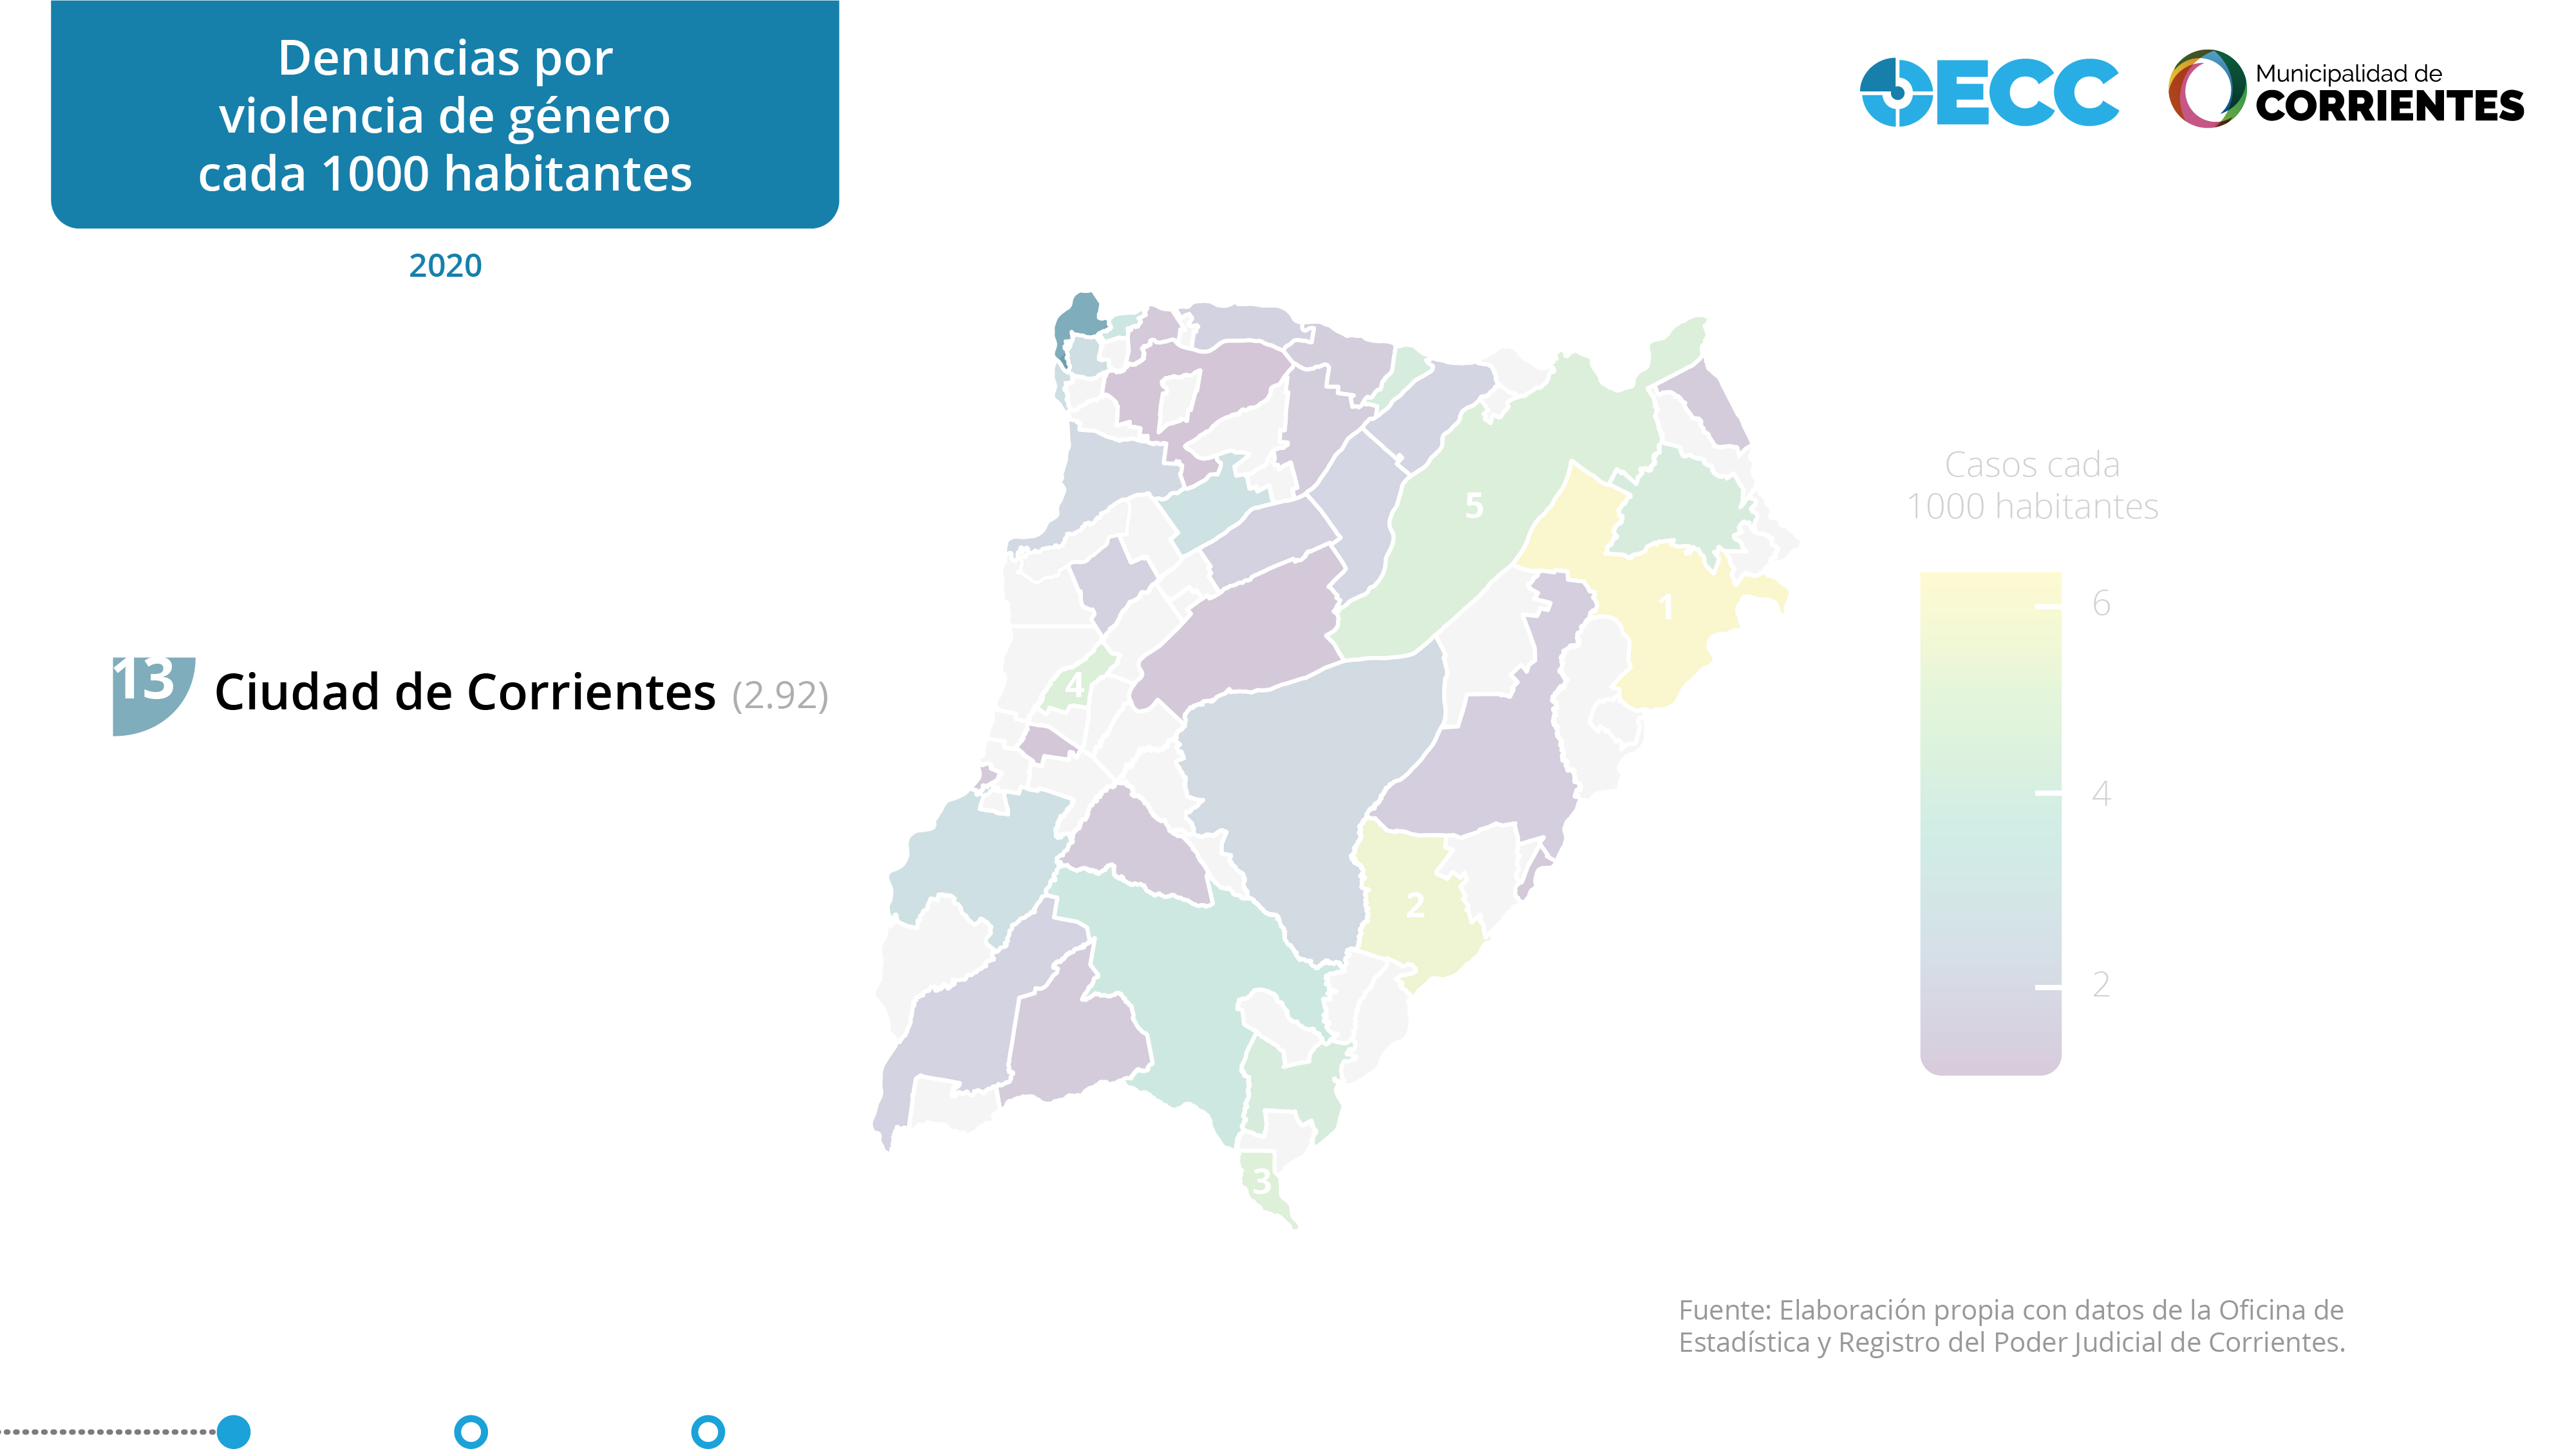 Denuncias por
violencia de género
cada 1000 habitantes
2020
ECC
Municipalidad de
CORRIENTES
13 Ciudad de Corrientes (2.92)
5
1
4
2
3
Casos cada
1000 habitantes
6
4
2
Fuente: Elaboración propia con datos de la Oficina de
Estadística y Registro del Poder Judicial de Corrientes.